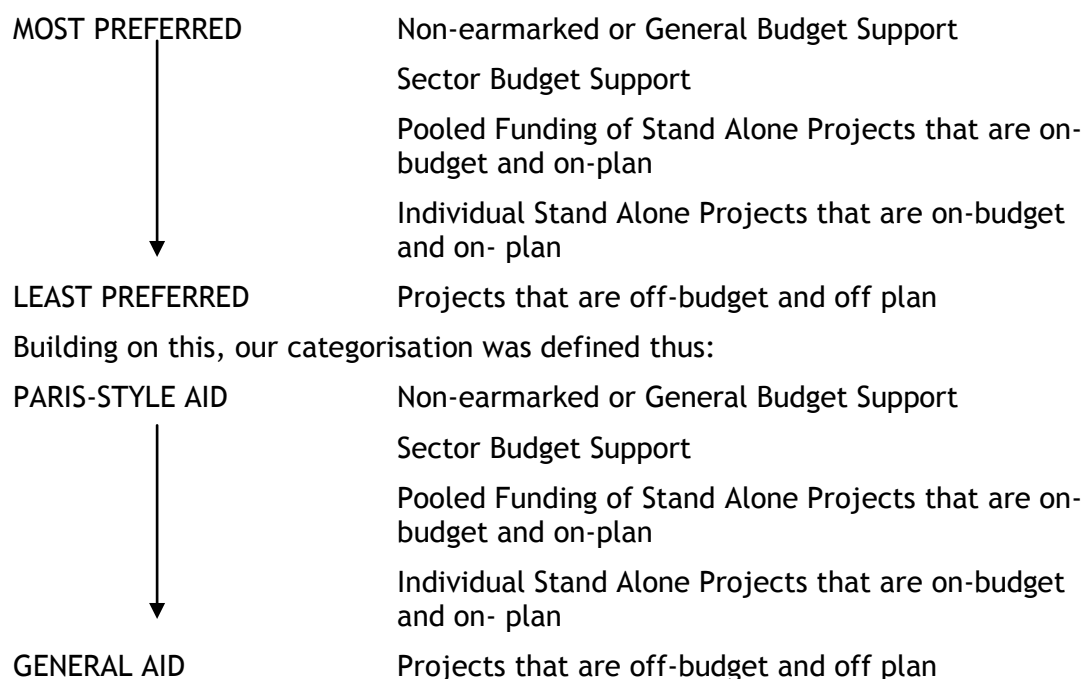 MOST PREFERRED Non-earmarked or General Budget Support
Sector Budget Support
Pooled Funding of Stand Alone Projects that are on-
budget and on-plan
Individual Stand Alone Projects that are on-budget
and on- plan
LEAST PREFERRED Projects that are off-budget and off plan
Building on this, our categorisation was defined thus:
PARIS-STYLE AID Non-earmarked or General Budget Support
Sector Budget Support
Pooled Funding of Stand Alone Projects that are on-
budget and on-plan
Individual Stand Alone Projects that are on-budget
and on- plan
GENERAL AID Projects that are off-budget and off plan